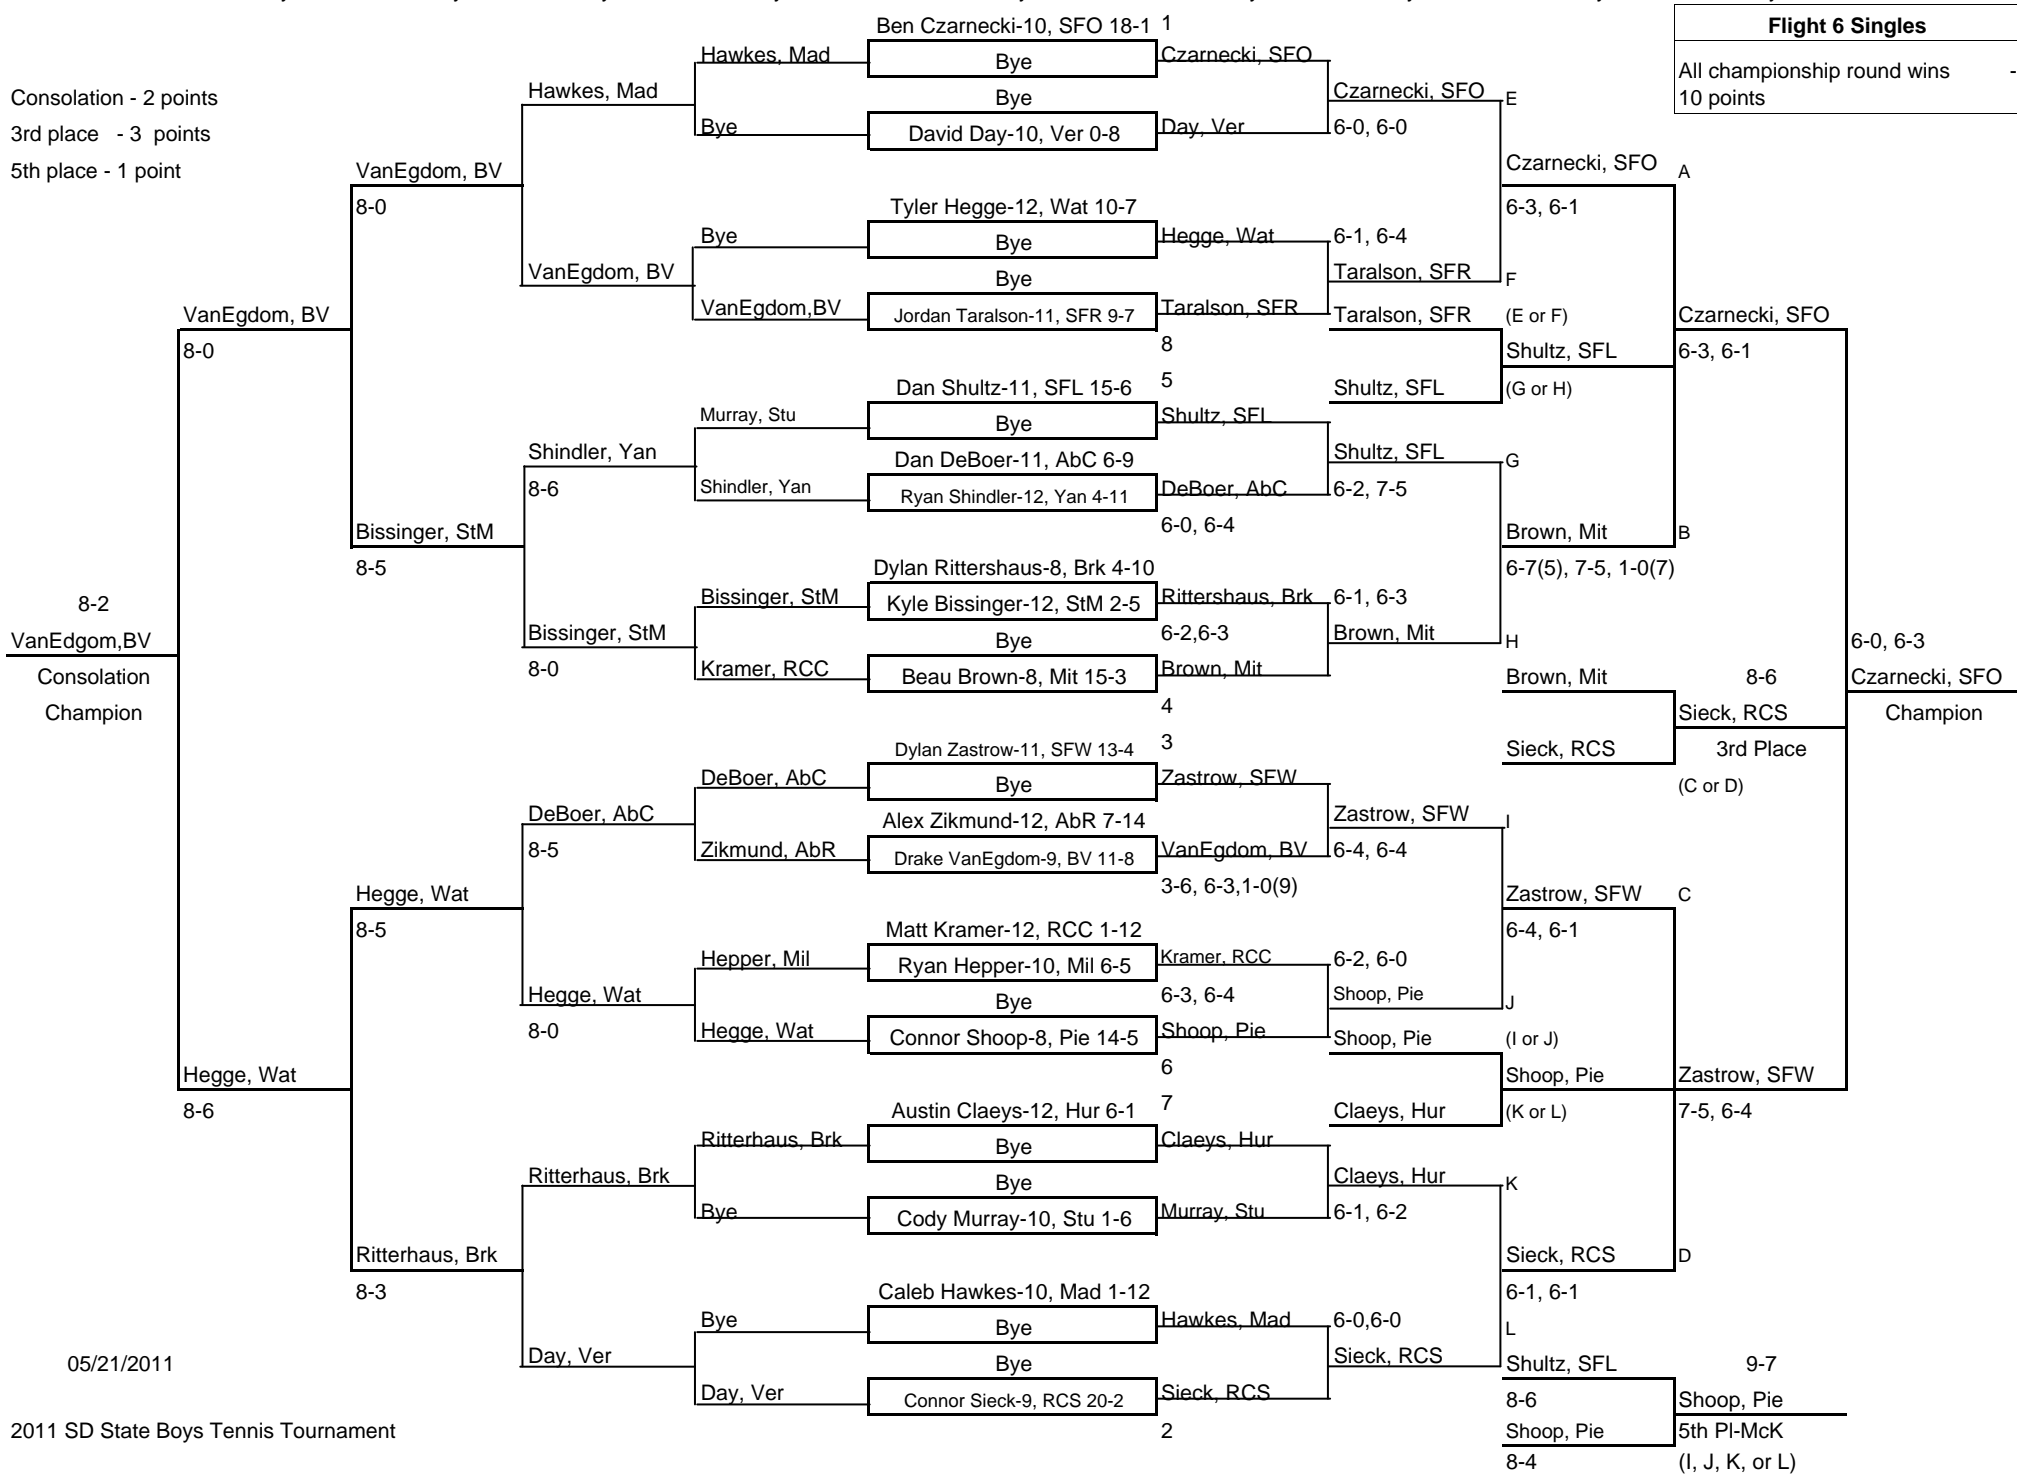 Flight 6 Singles
All championship round wins -
10 points
Consolation - 2 points
3rd place - 3 points
5th place - 1 point
8-2
VanEdgom,BV
Consolation
Champion
05/21/2011
2011 SD State Boys Tennis Tournament
VanEgdom, BV
8-0
Hegge, Wat
8-6
VanEgdom, BV
8-0
Bissinger, StM
8-5
Hegge, Wat
8-5
Ritterhaus, Brk
8-3
Hawkes, Mad
VanEgdom, BV
Shindler, Yan
8-6
Bissinger, StM
8-0
DeBoer, AbC
8-5
Hegge, Wat
8-0
Ritterhaus, Brk
Day, Ver
Hawkes, Mad
Bye
Bye
VanEgdom,BV
Murray, Stu
Shindler, Yan
Bissinger, StM
Kramer, RCC
DeBoer, AbC
Zikmund, AbR
Hepper, Mil
Hegge, Wat
Ritterhaus, Brk
Bye
Bye
Day, Ver
Ben Czarnecki-10, SFO 18-1
Bye
Bye
David Day-10, Ver 0-8
Tyler Hegge-12, Wat 10-7
Bye
Bye
Jordan Taralson-11, SFR 9-7
Dan Shultz-11, SFL 15-6
Bye
Dan DeBoer-11, AbC 6-9
Ryan Shindler-12, Yan 4-11
Dylan Rittershaus-8, Brk 4-10
Kyle Bissinger-12, StM 2-5
Bye
Beau Brown-8, Mit 15-3
Dylan Zastrow-11, SFW 13-4
Bye
Alex Zikmund-12, AbR 7-14
Drake VanEgdom-9, BV 11-8
Matt Kramer-12, RCC 1-12
Ryan Hepper-10, Mil 6-5
Bye
Connor Shoop-8, Pie 14-5
Austin Claeys-12, Hur 6-1
Bye
Bye
Cody Murray-10, Stu 1-6
Caleb Hawkes-10, Mad 1-12
Bye
Bye
Connor Sieck-9, RCS 20-2
1
Czarnecki, SFO
Day, Ver
Hegge, Wat
Taralson, SFR
8
5
Shultz, SFL
DeBoer, AbC
6-0, 6-4
Rittershaus, Brk
6-2,6-3
Brown, Mit
4
3
Zastrow, SFW
VanEgdom, BV
3-6, 6-3,1-0(9)
Kramer, RCC
6-3, 6-4
Shoop, Pie
6
7
Claeys, Hur
Murray, Stu
Hawkes, Mad
Sieck, RCS
2
Czarnecki, SFO
6-0, 6-0
6-1, 6-4
Taralson, SFR
Taralson, SFR
Shultz, SFL
Shultz, SFL
6-2, 7-5
6-1, 6-3
Brown, Mit
Zastrow, SFW
6-4, 6-4
6-2, 6-0
Shoop, Pie
Shoop, Pie
Claeys, Hur
Claeys, Hur
6-1, 6-2
6-0,6-0
Sieck, RCS
E
Czarnecki, SFO
6-3, 6-1
F
(E or F)
Shultz, SFL
(G or H)
G
Brown, Mit
6-7(5), 7-5, 1-0(7)
H
Brown, Mit
Sieck, RCS
I
Zastrow, SFW
6-4, 6-1
J
(I or J)
Shoop, Pie
(K or L)
K
Sieck, RCS
6-1, 6-1
L
Shultz, SFL
8-6
Shoop, Pie
8-4
A
Czarnecki, SFO
6-3, 6-1
B
8-6
Sieck, RCS
3rd Place
(C or D)
C
Zastrow, SFW
7-5, 6-4
D
9-7
Shoop, Pie
5th Pl-McK
(I, J, K, or L)
6-0, 6-3
Czarnecki, SFO
Champion